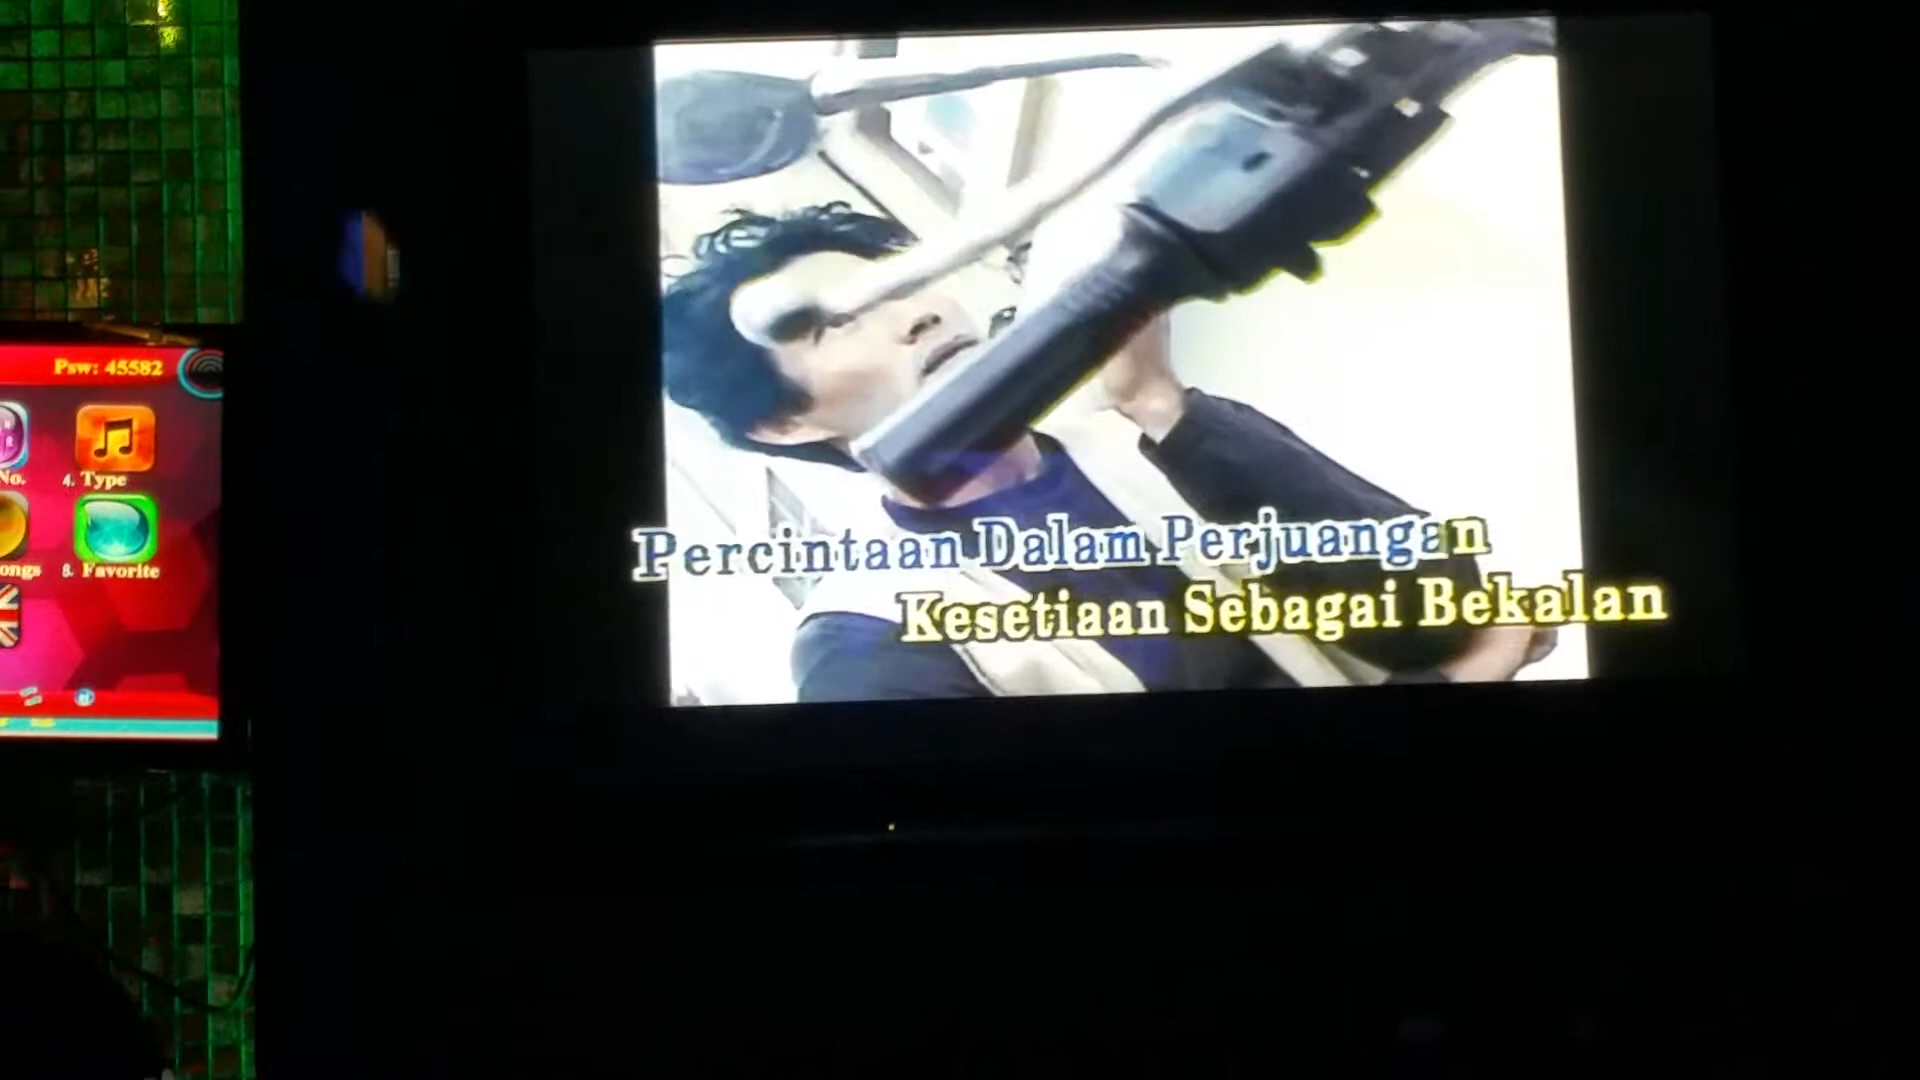 Psw: 45582
No.
4. Type
ongs
8. Favorite
Percintaan Dalam Perjuangan
Kesetiaan Sebagai Bekalan